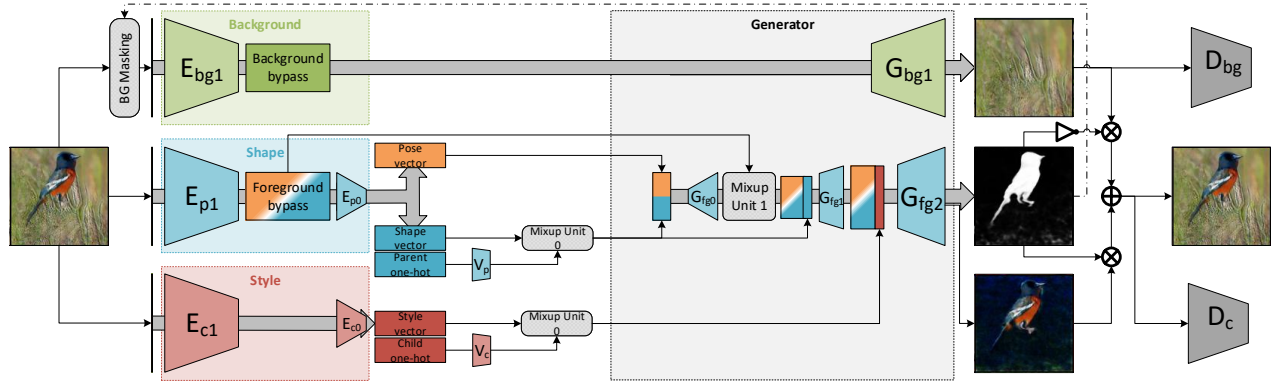 Background
Generator
BG Masking
E_bg1
Background
bypass
G_bg1
D_bg
Shape
Pose
vector
E_p1
Foreground
bypass
E_p0
G_fg0
Mixup
Unit 1
G_fg1
G_fg2
Shape
vector
Mixup Unit
0
Parent
one-hot
V_p
Style
E_c1
E_c0
Style
vector
Mixup Unit
0
Child
one-hot
V_c
D_c